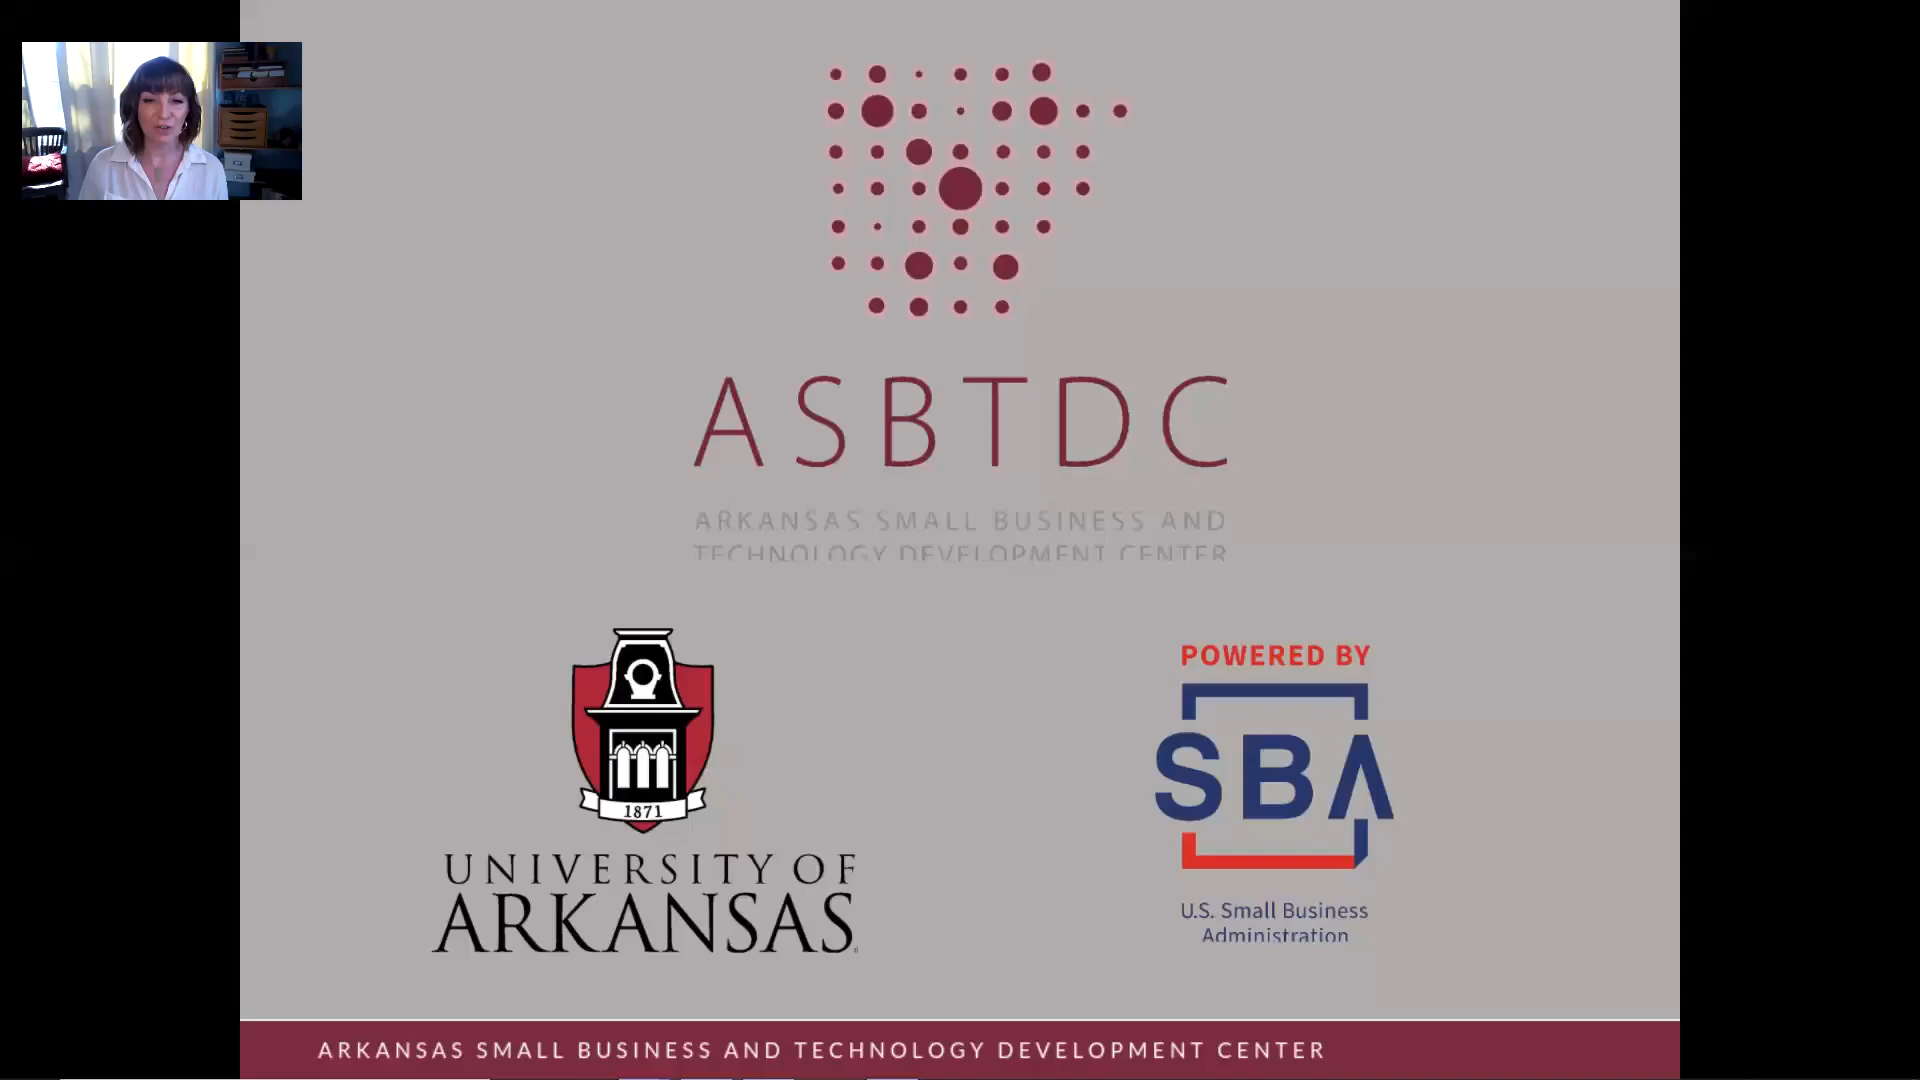 ASBTDC
ARKANSAS SMALL BUSINESS AND
TECHNOLOGY DEVELOPMENT CENTER
1871
UNIVERSITY OF
ARKANSAS
POWERED BY
SBA
U.S. Small Business
Administration
ARKANSAS SMALL BUSINESS AND TECHNOLOGY DEVELOPMENT CENTER